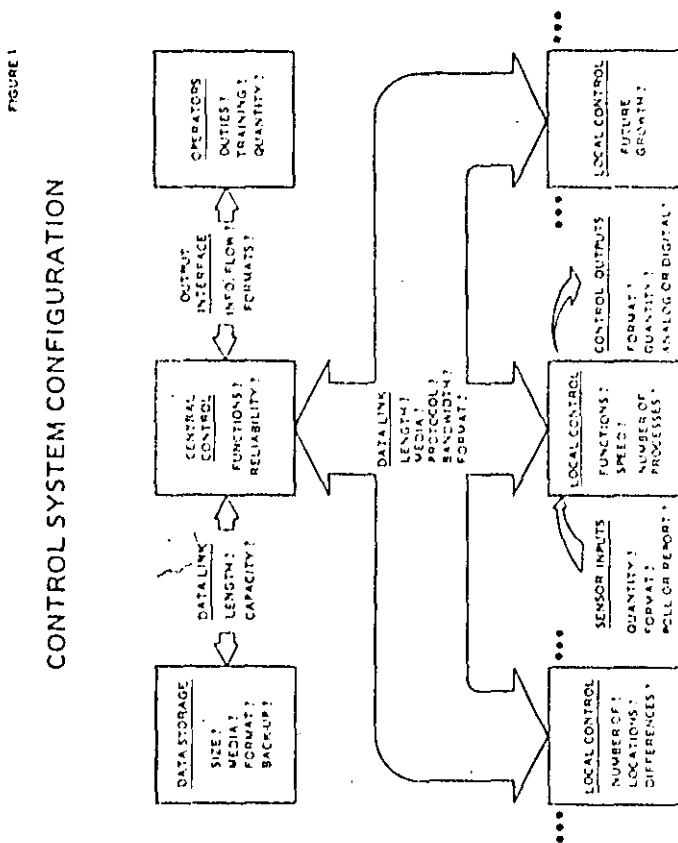 FIGURE 1
CONTROL SYSTEM CONFIGURATION
DATA STORAGE
SIZE?
MEDIA?
FORMAT?
BACK-UP?
DATA LINK
LENGTH?
CAPACITY?
CENTRAL
CONTROL
FUNCTIONS?
RELIABILITY?
OUTPUT
INTERFACE
INFO. FLOW?
FORMATS?
OPERATORS
DUTIES?
TRAINING?
QUANTITY?
DATA LINK
LENGTH?
MEDIA?
PROTOCOL?
BANDWIDTH?
FORMAT?
LOCAL CONTROL
NUMBER OF?
LOCATIONS?
DIFFERENCES?
SENSOR INPUTS
QUANTITY?
FORMAT?
POLL OR REPORT?
LOCAL CONTROL
FUNCTIONS?
SPEED?
NUMBER OF
PROCESSES?
CONTROL OUTPUTS
FORMAT?
QUANTITY?
ANALOG OR DIGITAL?
LOCAL CONTROL
FUTURE
GROWTH?